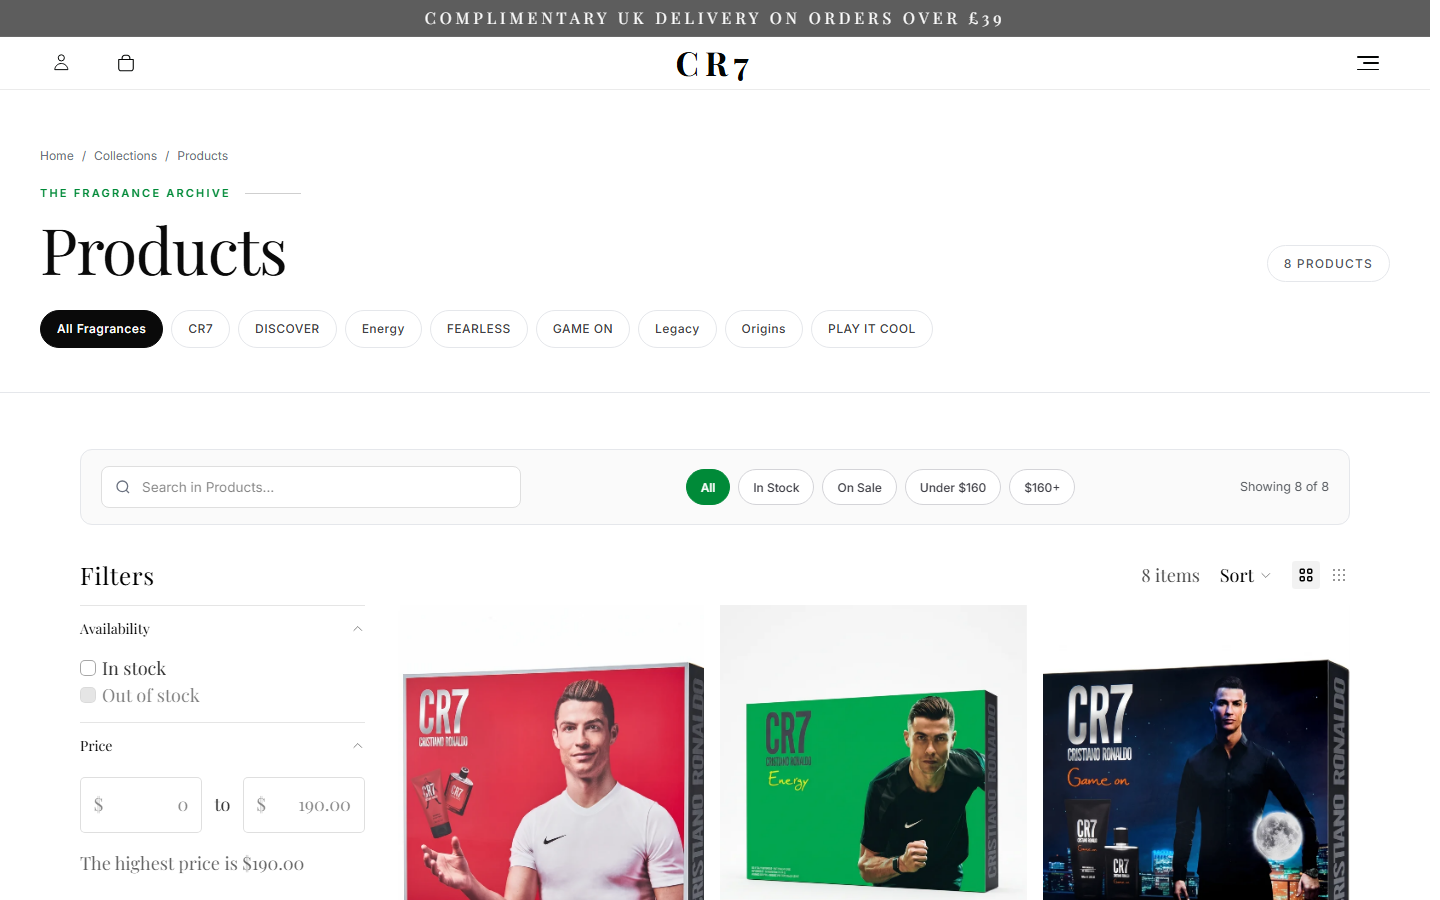 COMPLIMENTARY UK DELIVERY ON ORDERS OVER £39
CR7
Home / Collections / Products
THE FRAGRANCE ARCHIVE
Products
8 PRODUCTS
All Fragrances
CR7
DISCOVER
Energy
FEARLESS
GAME ON
Legacy
Origins
PLAY IT COOL
Search in Products...
All
In Stock
On Sale
Under $160
$160+
Showing 8 of 8
Filters
8 items
Sort
Availability
In stock
Out of stock
Price
$ 0 to $ 190.00
The highest price is $190.00
CR7
CRISTIANO RONALDO
CR7
CR7
CR7
CRISTIANO RONALDO
Energy
CRISTIANO RONALDO
CR7
CRISTIANO RONALDO
Game on
CR7
CR7